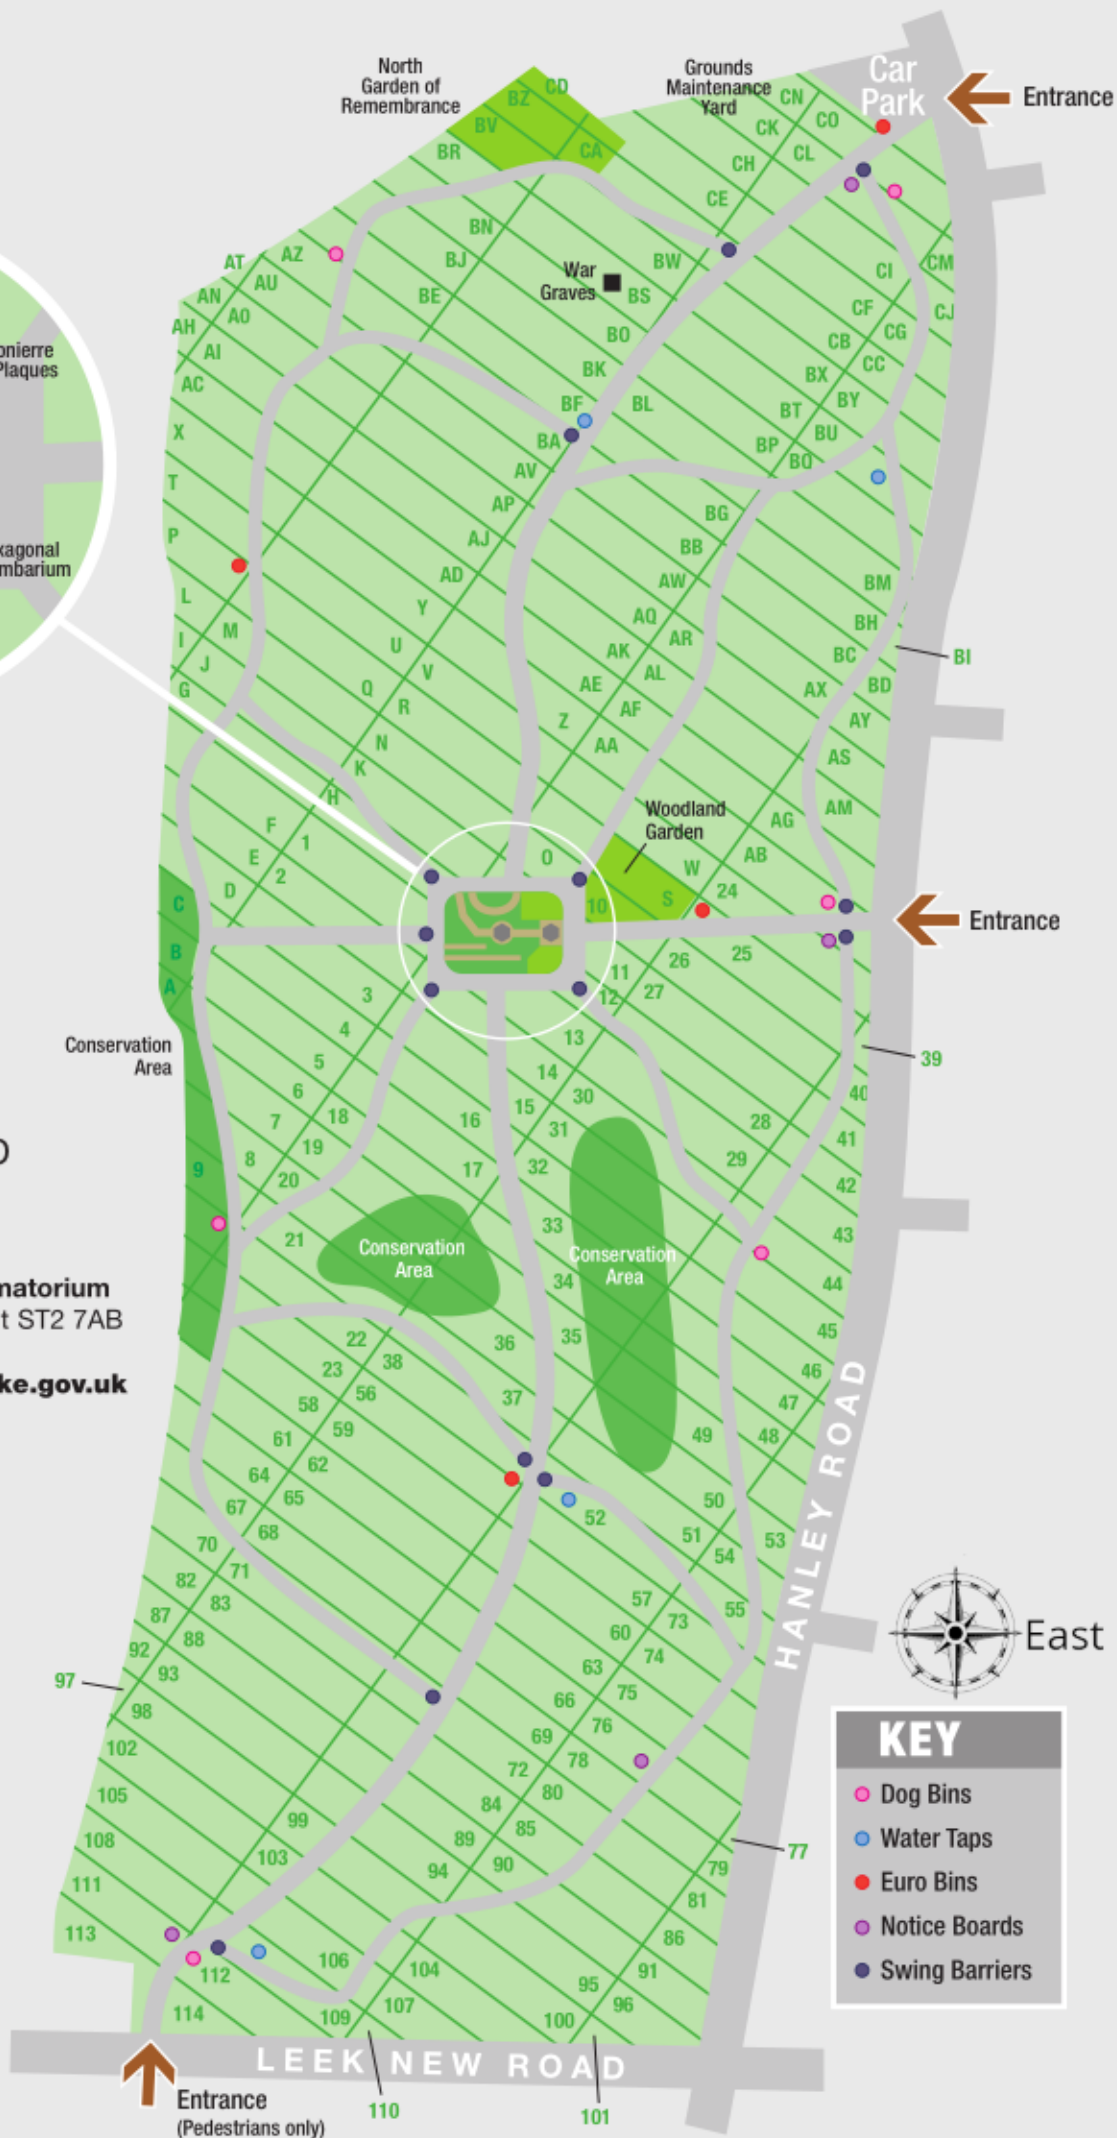 North
Garden of
Remembrance
Grounds
Maintenance
Yard
Car
Park
Entrance
CD
BZ
BV
BR
CA
CN
CO
CK
CL
CH
CE
BN
BJ
BE
War
Graves
BW
BS
BO
BK
BF
BL
BA
AV
AP
AJ
AD
Y
U
V
Q
R
N
K
H
AT
AZ
AU
AN
AO
AH
AI
AC
X
T
P
L
M
I
J
G
CI
CM
CF
CJ
CG
CB
CC
BX
BY
BT
BU
BP
BQ
BG
BB
AW
AQ
AR
AK
AL
AE
AF
Z
AA
BM
BH
BI
BC
BD
AX
AY
AS
AM
AG
AB
onierre
Plaques
xagonal
mbarium
Woodland
Garden
W
S
24
O
10
F
1
E
2
D
C
B
A
Entrance
Conservation
Area
11
12
26
25
27
39
13
14
30
15
31
16
17
32
33
34
35
36
37
3
4
5
6
7
18
19
8
20
9
21
Conservation
Area
Conservation
Area
28
29
40
41
42
43
44
45
46
47
48
49
50
51
52
53
54
55
matorium
t ST2 7AB
ke.gov.uk
22
23
38
56
58
59
61
62
64
65
67
68
70
71
82
83
87
88
92
93
97
98
102
105
108
111
113
99
103
57
73
60
74
63
75
66
76
69
78
72
80
84
85
89
90
94
77
79
81
86
91
95
96
100
101
104
106
107
109
110
112
114
HANLEY ROAD
LEEK NEW ROAD
Entrance
(Pedestrians only)
East
KEY
Dog Bins
Water Taps
Euro Bins
Notice Boards
Swing Barriers